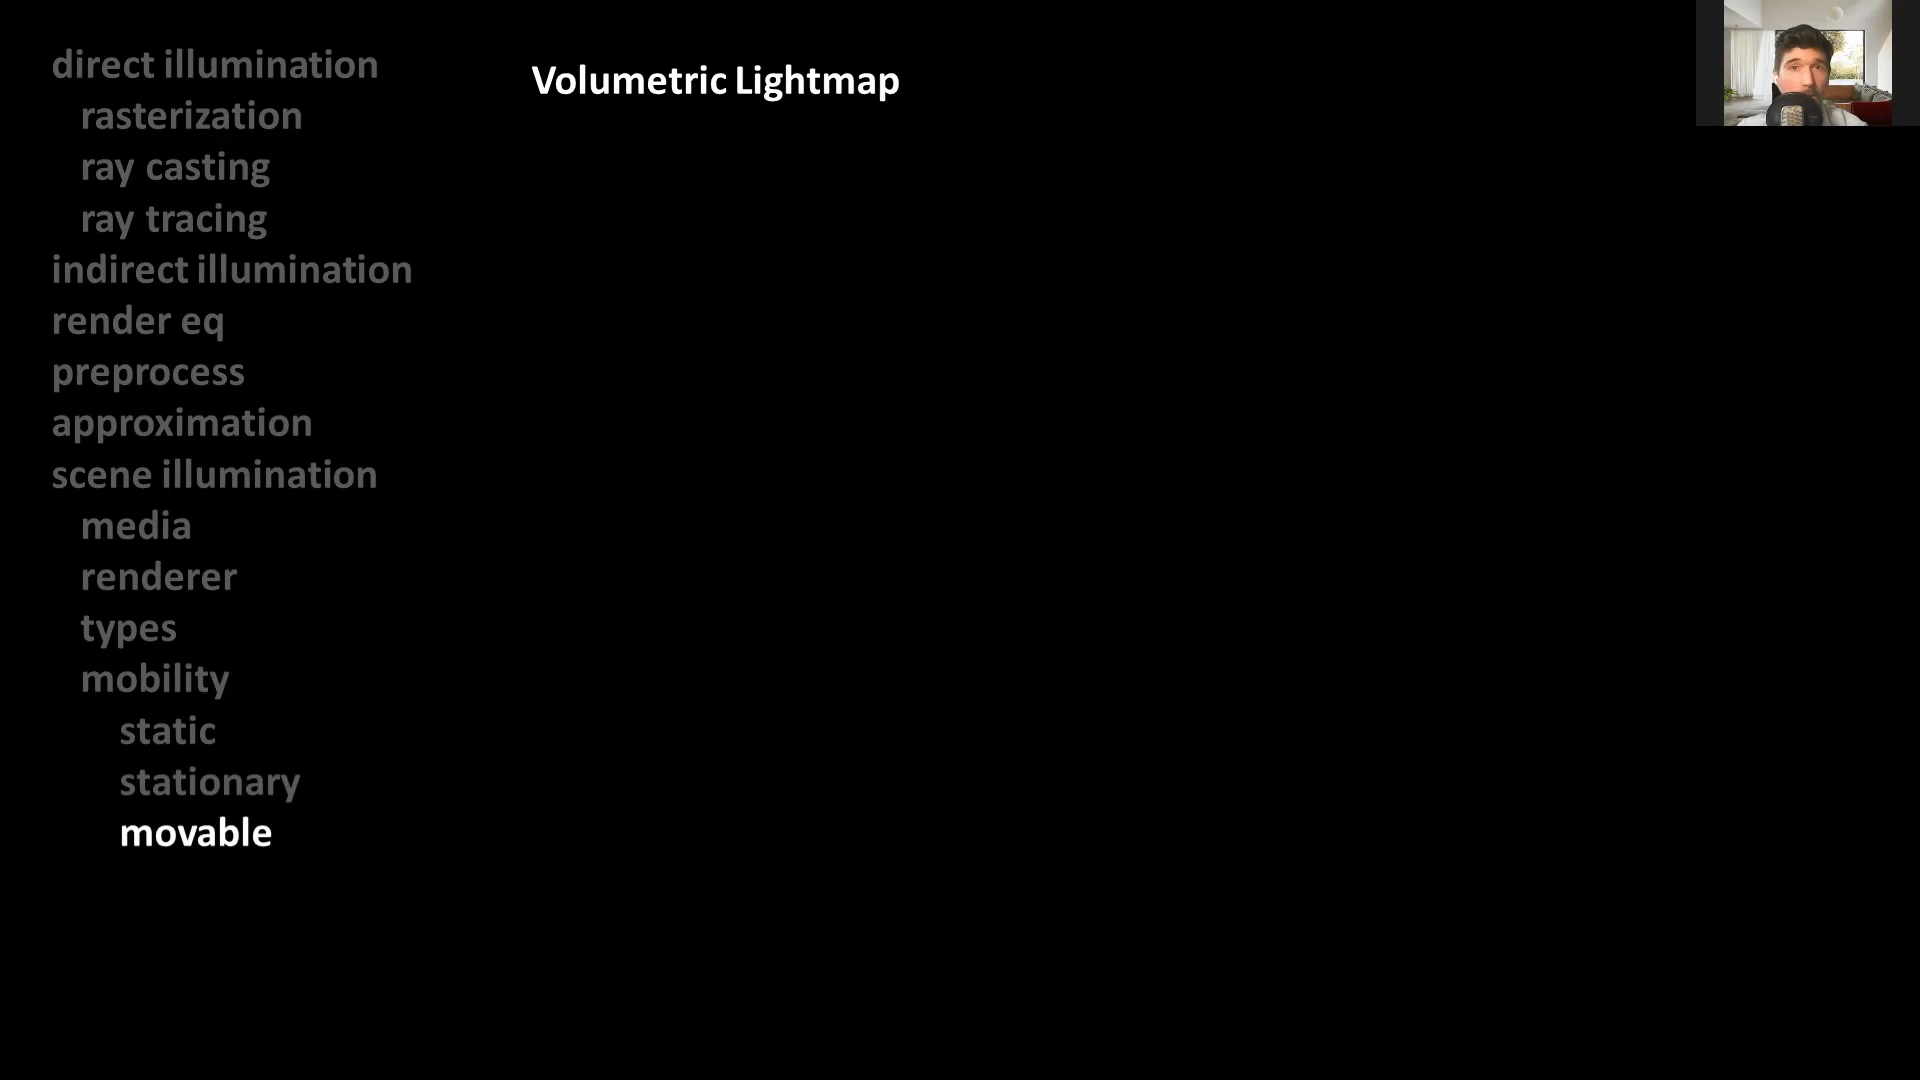 direct illumination
rasterization
ray casting
ray tracing
indirect illumination
render eq
preprocess
approximation
scene illumination
media
renderer
types
mobility
static
stationary
movable
Volumetric Lightmap